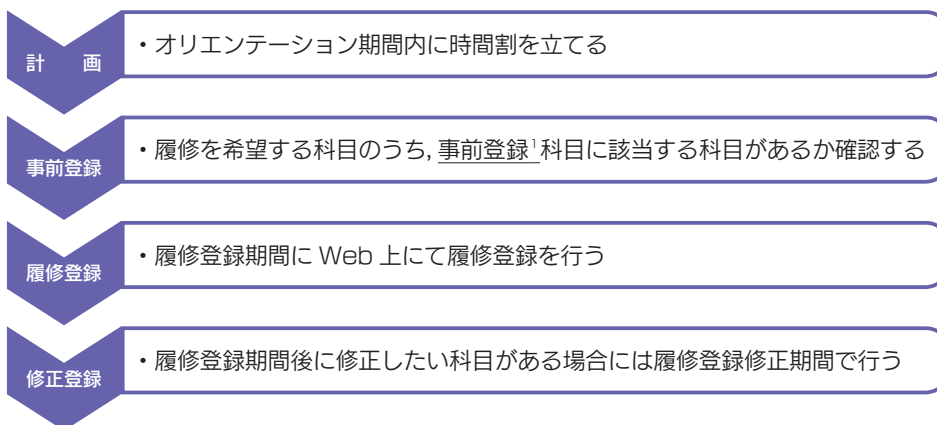 計　画
・オリエンテーション期間内に時間割を立てる
事前登録
・履修を希望する科目のうち，事前登録¹科目に該当する科目があるか確認する
履修登録
・履修登録期間に Web 上にて履修登録を行う
修正登録
・履修登録期間後に修正したい科目がある場合には履修登録修正期間で行う